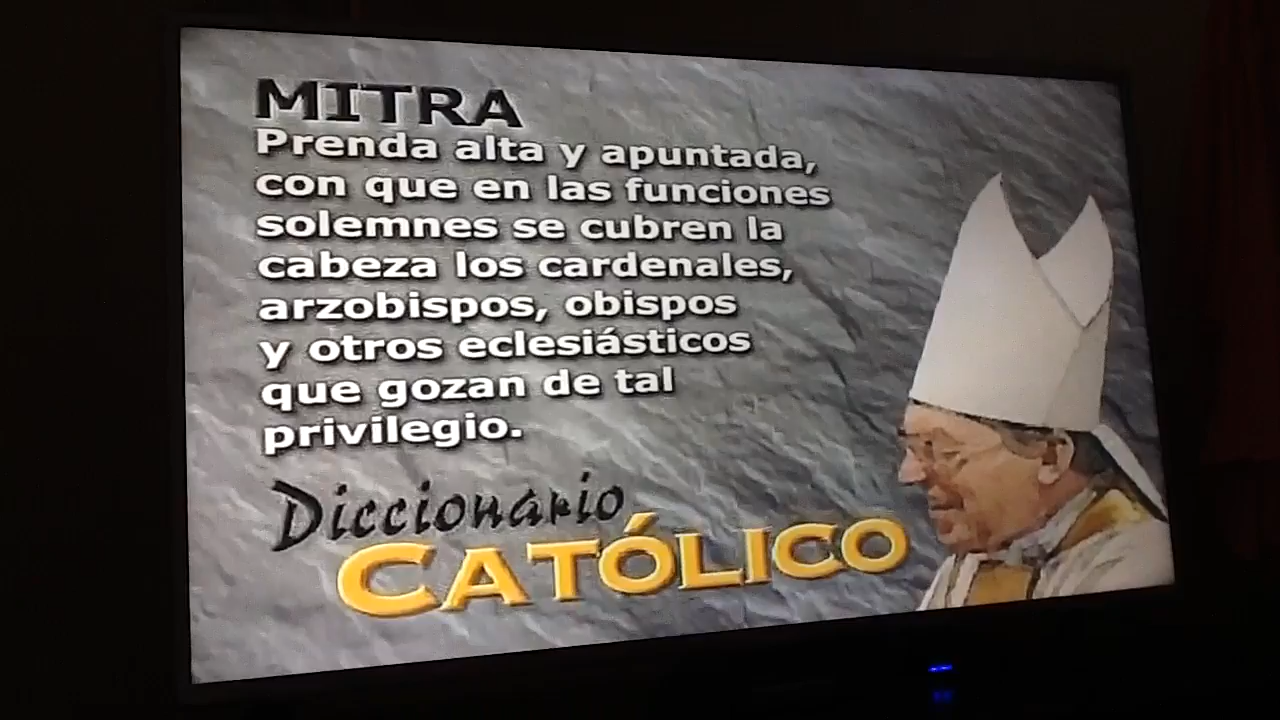 MITRA
Prenda alta y apuntada,
con que en las funciones
solemnes se cubren la
cabeza los cardenales,
arzobispos, obispos
y otros eclesiásticos
que gozan de tal
privilegio.
Diccionario
CATÓLICO